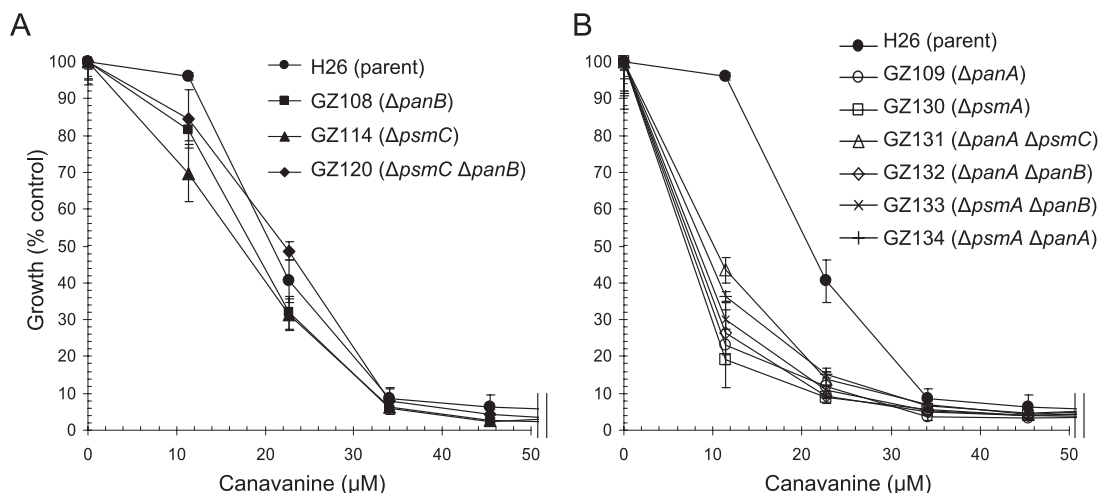 A
B
H26 (parent)
GZ108 (ΔpanB)
GZ114 (ΔpsmC)
GZ120 (ΔpsmC ΔpanB)
100
90
80
70
60
50
40
30
20
10
0
Growth (% control)
0
10
20
30
40
50
Canavanine (μM)
H26 (parent)
GZ109 (ΔpanA)
GZ130 (ΔpsmA)
GZ131 (ΔpanA ΔpsmC)
GZ132 (ΔpanA ΔpanB)
GZ133 (ΔpsmA ΔpanB)
GZ134 (ΔpsmA ΔpanA)
100
90
80
70
60
50
40
30
20
10
0
0
10
20
30
40
50
Canavanine (μM)